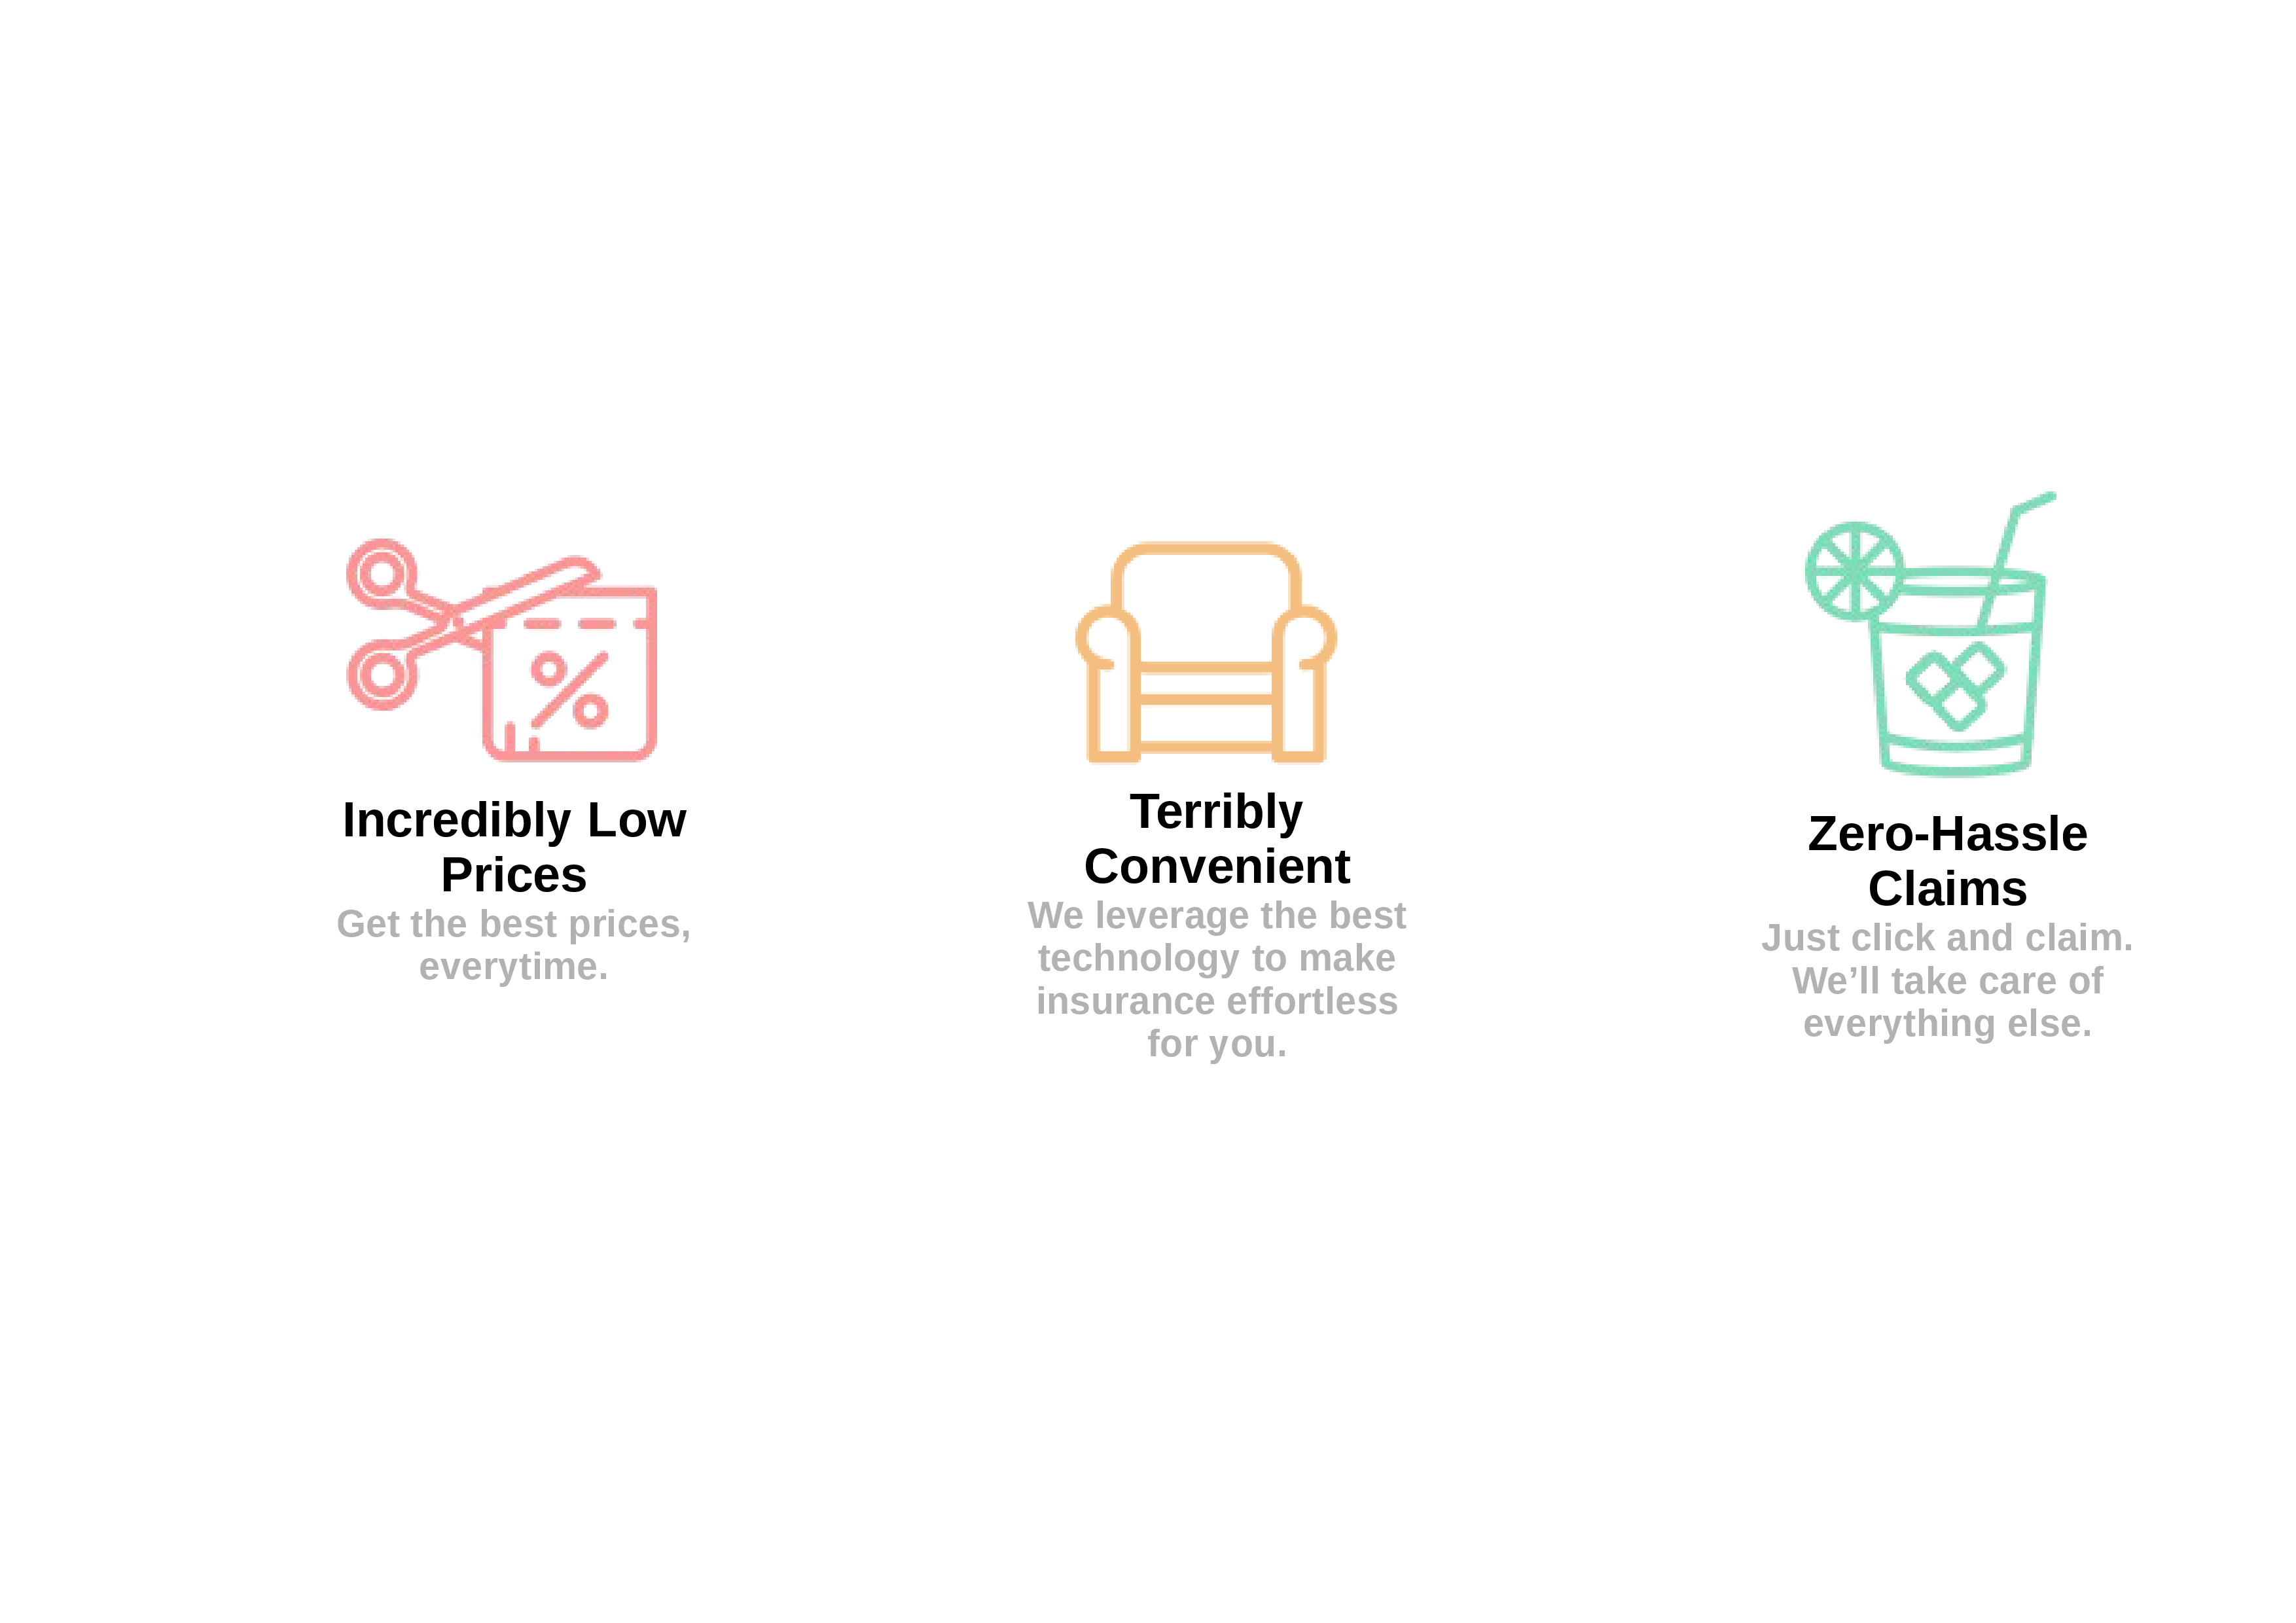 Incredibly Low
Prices
Get the best prices,
everytime.
Terribly
Convenient
We leverage the best
technology to make
insurance effortless
for you.
Zero-Hassle
Claims
Just click and claim.
We’ll take care of
everything else.